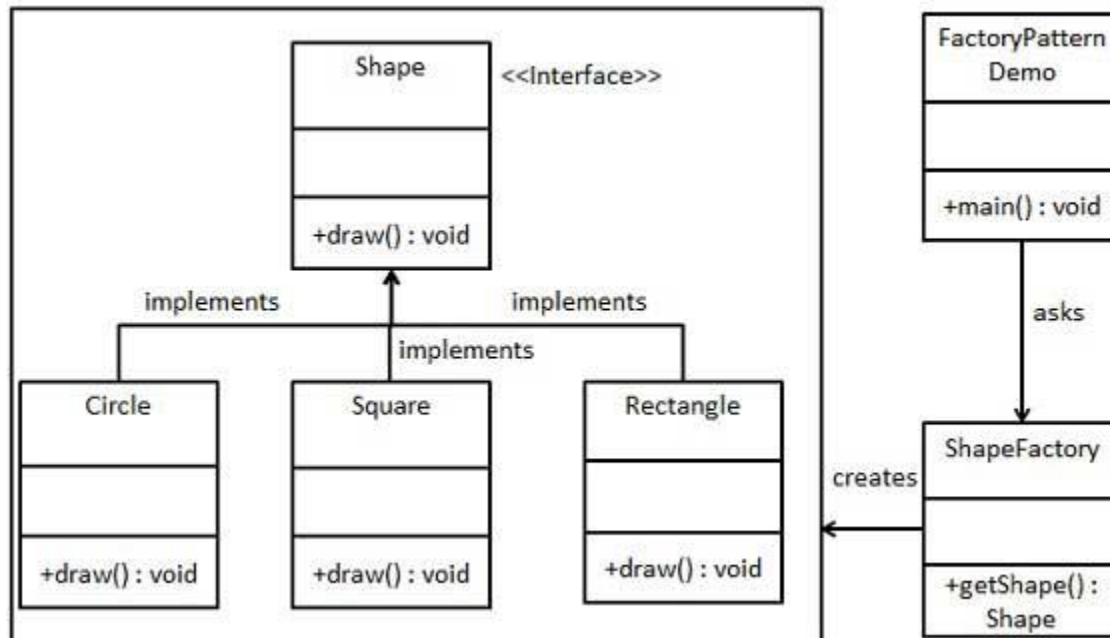 Shape
<<Interface>>
+draw() : void
implements
implements
implements
Circle
+draw() : void
Square
+draw() : void
Rectangle
+draw() : void
FactoryPattern
Demo
+main() : void
asks
creates
ShapeFactory
+getShape() :
Shape